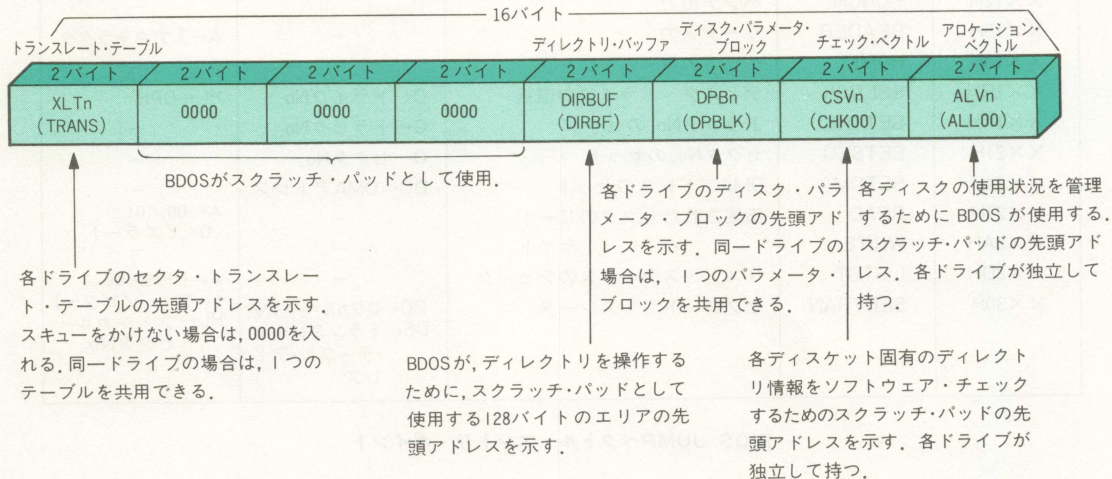 16バイト
トランスレート・テーブル
ディレクトリ・バッファ
ディスク・パラメータ・
ブロック
チェック・ベクトル
アロケーション・
ベクトル
2バイト 2バイト 2バイト 2バイト 2バイト 2バイト 2バイト 2バイト
XLTn
(TRANS)
0000
0000
0000
DIRBUF
(DIRBF)
DPBn
(DPBLK)
CSVn
(CHK00)
ALVn
(ALL00)
BDOSがスクラッチ・パッドとして使用.
各ドライブのセクタ・トランスレー
ト・テーブルの先頭アドレスを示す.
スキューをかけない場合は,0000を入
れる.同一ドライブの場合は,1つの
テーブルを共用できる.
BDOSが,ディレクトリを操作する
ために,スクラッチ・パッドとして
使用する128バイトのエリアの先
頭アドレスを示す.
各ドライブのディスク・パラ
メータ・ブロックの先頭アド
レスを示す.同一ドライブの
場合は,1つのパラメータ・
ブロックを共用できる.
各ディスケット固有のディレクト
リ情報をソフトウェア・チェック
するためのスクラッチ・パッドの先
頭アドレスを示す.各ドライブが
独立して持つ.
各ディスクの使用状況を管理
するために BDOS が使用する.
スクラッチ・パッドの先頭アド
レス.各ドライブが独立して
持つ.